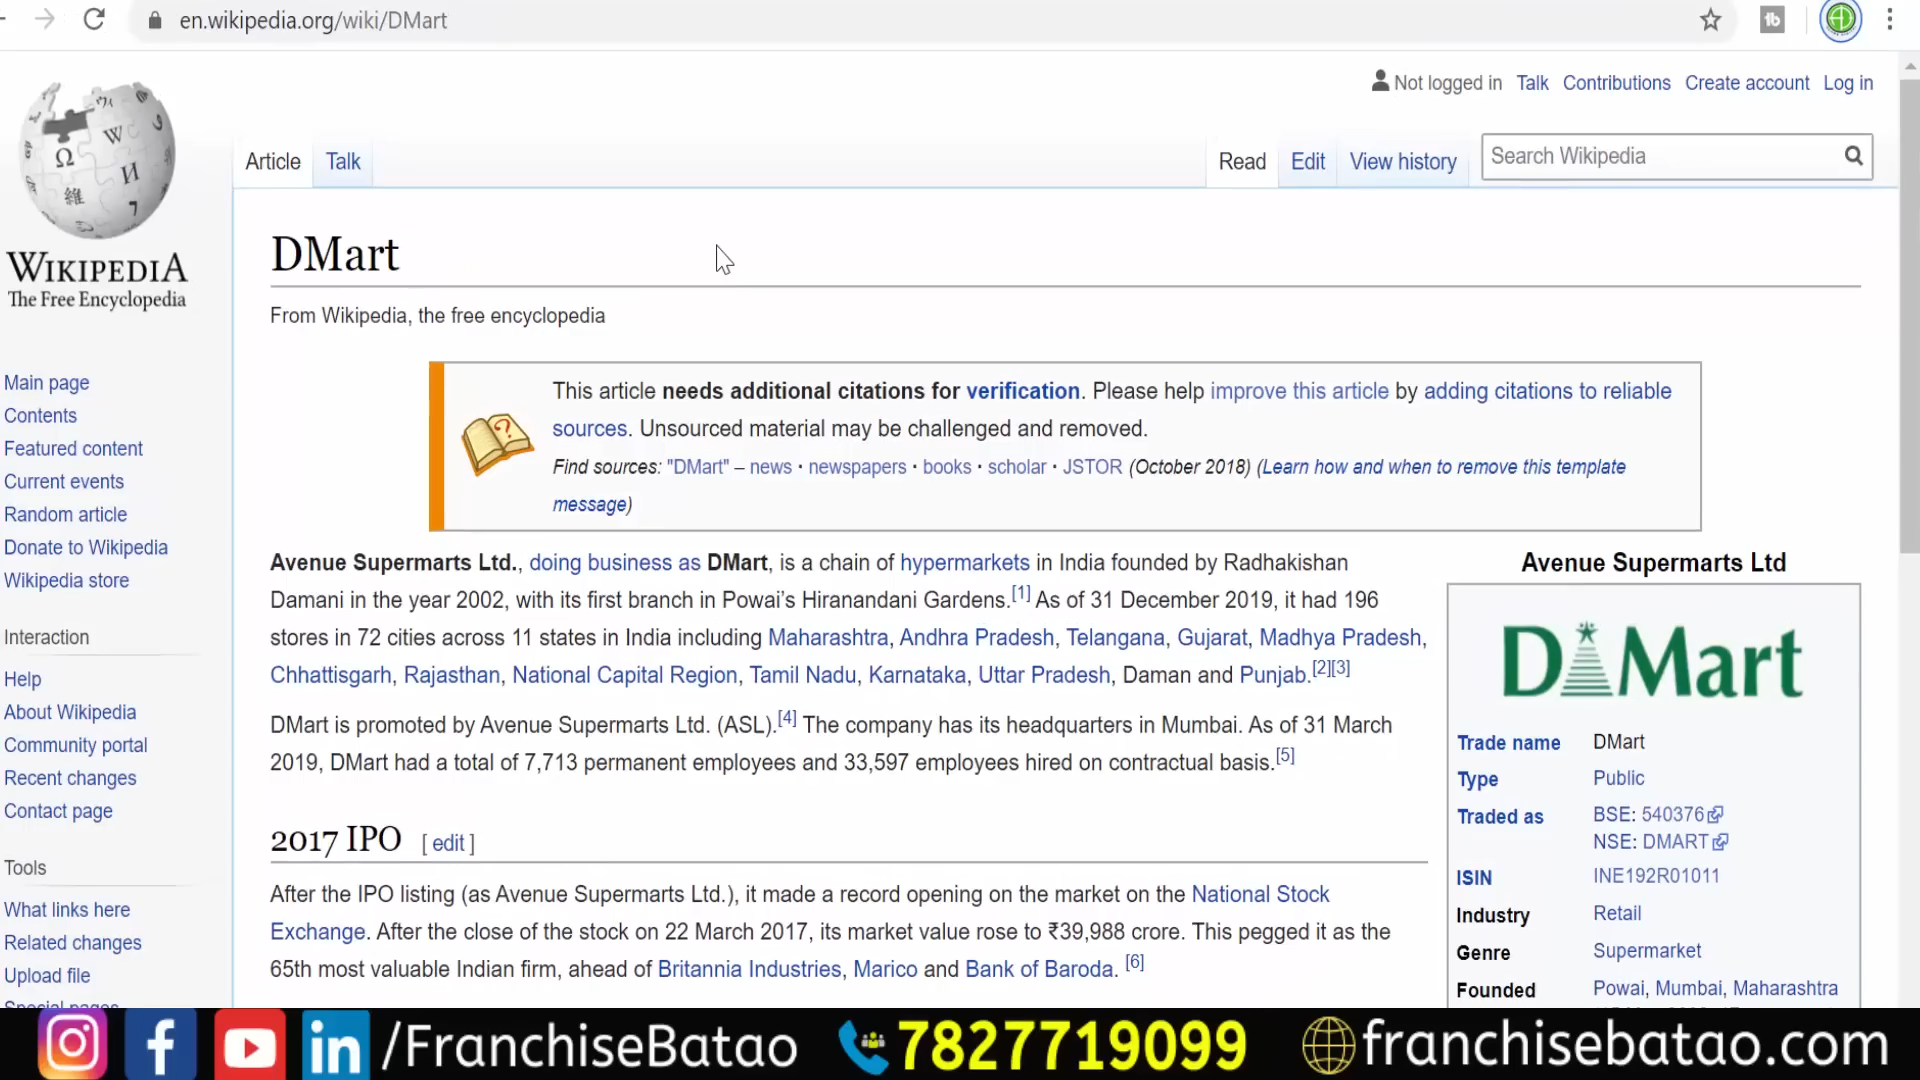 en.wikipedia.org/wiki/DMart
Not logged in Talk Contributions Create account Log in
Article Talk Read Edit View history Search Wikipedia
WIKIPEDIA
The Free Encyclopedia
Main page
Contents
Featured content
Current events
Random article
Donate to Wikipedia
Wikipedia store
Interaction
Help
About Wikipedia
Community portal
Recent changes
Contact page
Tools
What links here
Related changes
Upload file
Special pages
DMart
From Wikipedia, the free encyclopedia
This article needs additional citations for verification. Please help improve this article by adding citations to reliable
sources. Unsourced material may be challenged and removed.
Find sources: "DMart" – news · newspapers · books · scholar · JSTOR (October 2018) (Learn how and when to remove this template
message)
Avenue Supermarts Ltd., doing business as DMart, is a chain of hypermarkets in India founded by Radhakishan
Damani in the year 2002, with its first branch in Powai's Hiranandani Gardens.[1] As of 31 December 2019, it had 196
stores in 72 cities across 11 states in India including Maharashtra, Andhra Pradesh, Telangana, Gujarat, Madhya Pradesh,
Chhattisgarh, Rajasthan, National Capital Region, Tamil Nadu, Karnataka, Uttar Pradesh, Daman and Punjab.[2][3]
DMart is promoted by Avenue Supermarts Ltd. (ASL).[4] The company has its headquarters in Mumbai. As of 31 March
2019, DMart had a total of 7,713 permanent employees and 33,597 employees hired on contractual basis.[5]
2017 IPO [ edit ]
After the IPO listing (as Avenue Supermarts Ltd.), it made a record opening on the market on the National Stock
Exchange. After the close of the stock on 22 March 2017, its market value rose to ₹39,988 crore. This pegged it as the
65th most valuable Indian firm, ahead of Britannia Industries, Marico and Bank of Baroda. [6]
Avenue Supermarts Ltd
DMart
Trade name DMart
Type Public
Traded as BSE: 540376
NSE: DMART
ISIN INE192R01011
Industry Retail
Genre Supermarket
Founded Powai, Mumbai, Maharashtra
/FranchiseBatao 7827719099 franchisebatao.com